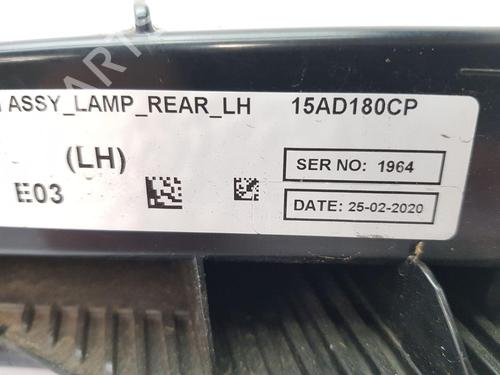 ASSY_LAMP_REAR_LH 15AD180CP
(LH)
SER NO: 1964
E03
DATE: 25-02-2020